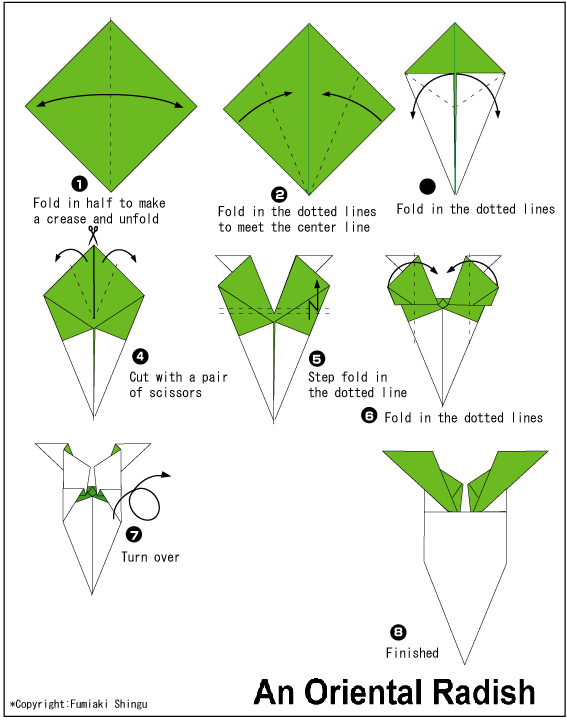 1
Fold in half to make
a crease and unfold
2
Fold in the dotted lines
to meet the center line
Fold in the dotted lines
4
Cut with a pair
of scissors
5
Step fold in
the dotted line
6 Fold in the dotted lines
7
Turn over
8
Finished
*Copyright:Fumiaki Shingu
An Oriental Radish